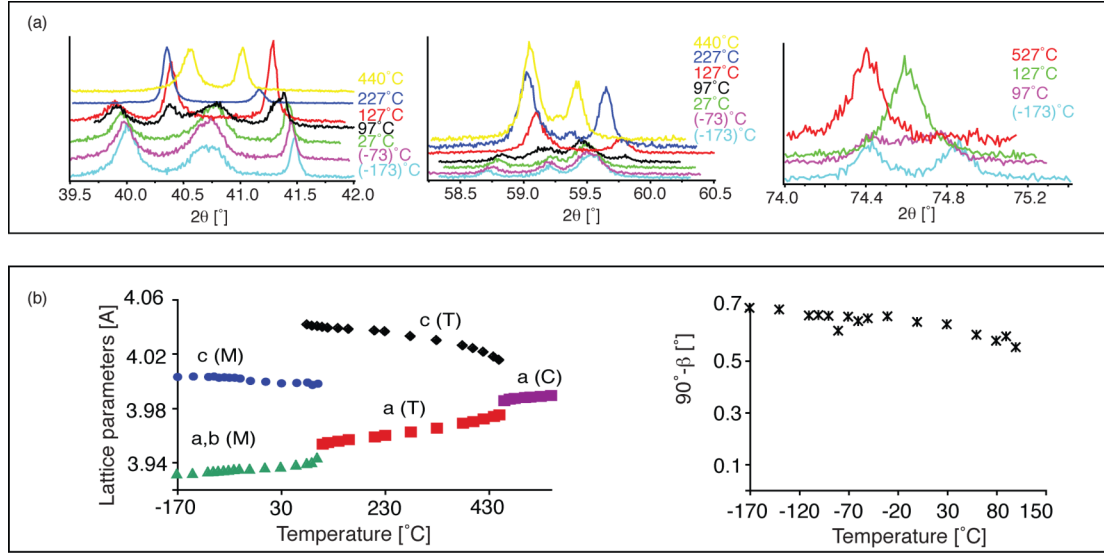 (a)
440˚C
227˚C
127˚C
97˚C
27˚C
(-73)˚C
(-173)˚C
39.5 40.0 40.5 41.0 41.5 42.0
2θ [˚]
440˚C
227˚C
127˚C
97˚C
27˚C
(-73)˚C
(-173)˚C
58.5 59.0 59.5 60.0 60.5
2θ [˚]
527˚C
127˚C
97˚C
(-173)˚C
74.0 74.4 74.8 75.2
2θ [˚]
(b)
Lattice parameters [A]
4.06
4.02
3.98
3.94
c (T)
c (M)
a (C)
a (T)
a,b (M)
-170 30 230 430
Temperature [˚C]
90˚-β [˚]
0.7
0.5
0.3
0.1
-170 -120 -70 -20 30 80 150
Temperature [˚C]